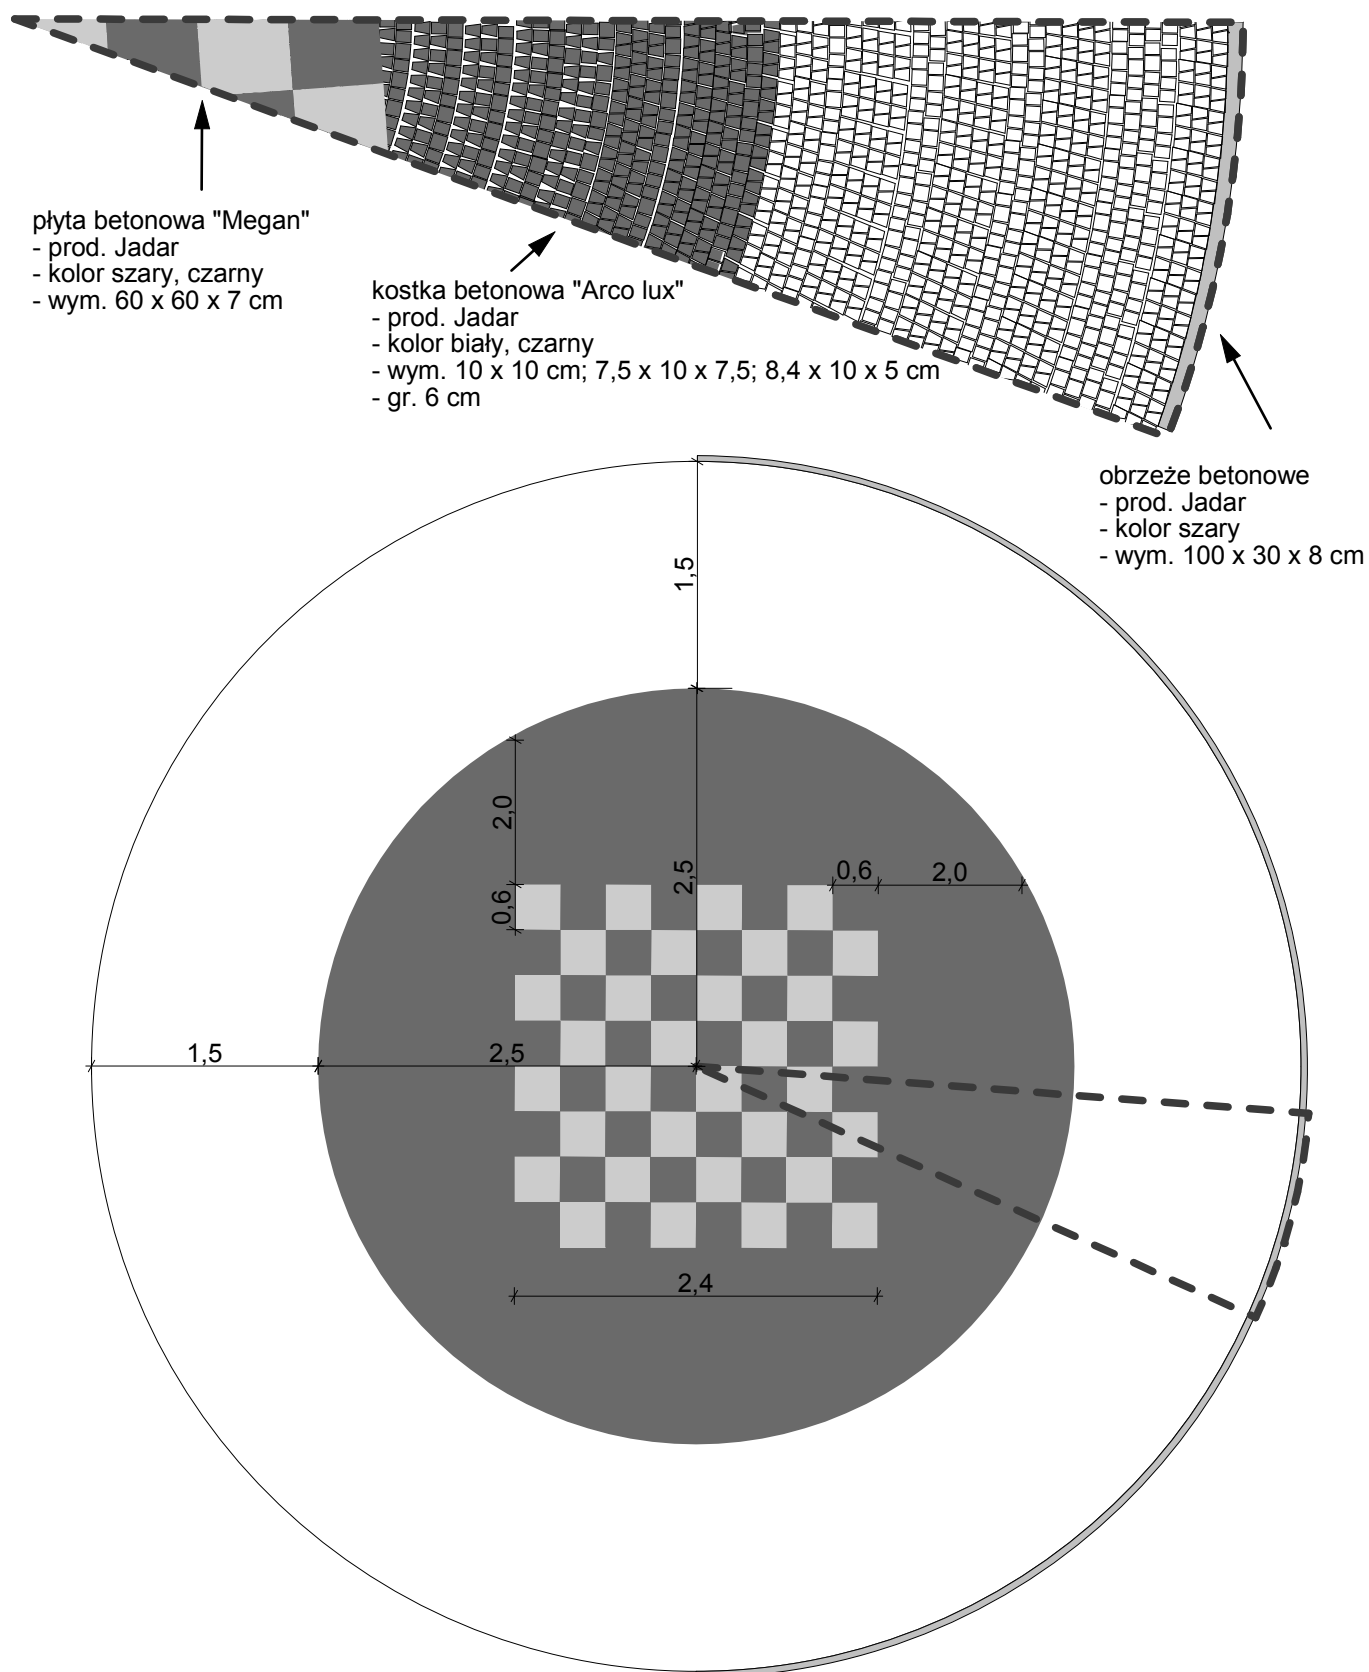 płyta betonowa "Megan"
- prod. Jadar
- kolor szary, czarny
- wym. 60 x 60 x 7 cm
kostka betonowa "Arco lux"
- prod. Jadar
- kolor biały, czarny
- wym. 10 x 10 cm; 7,5 x 10 x 7,5; 8,4 x 10 x 5 cm
- gr. 6 cm
obrzeże betonowe
- prod. Jadar
- kolor szary
- wym. 100 x 30 x 8 cm
1,5
2,0
2,5
0,6
2,0
0,6
1,5
2,5
2,4